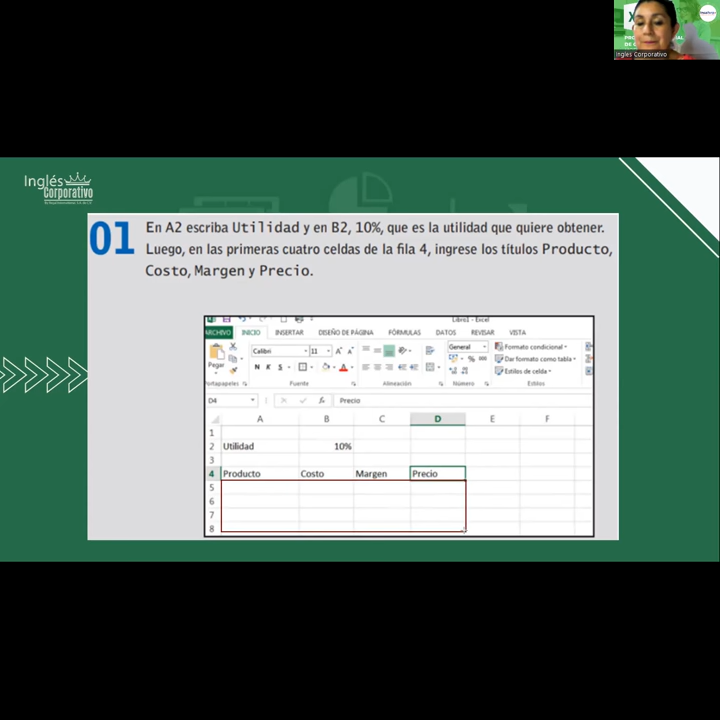 Inglés Corporativo
Inglés
Corporativo
01
En A2 escriba Utilidad y en B2, 10%, que es la utilidad que quiere obtener.
Luego, en las primeras cuatro celdas de la fila 4, ingrese los títulos Producto,
Costo, Margen y Precio.
Libro1 - Excel
ARCHIVO INICIO INSERTAR DISEÑO DE PÁGINA FÓRMULAS DATOS REVISAR VISTA
Calibri 11 General Formato condicional
Pegar N K S % Dar formato como tabla
Estilos de celda
Portapapeles Fuente Alineación Número Estilos
D4 fx Precio
A B C D E F
1
2 Utilidad 10%
3
4 Producto Costo Margen Precio
5
6
7
8